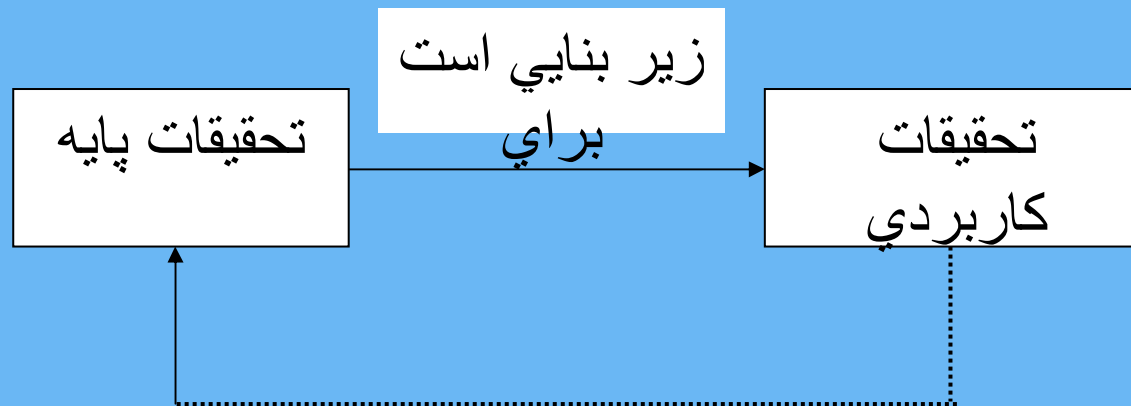 زير بنايي است
براي
تحقيقات پايه
تحقيقات
كاربردي